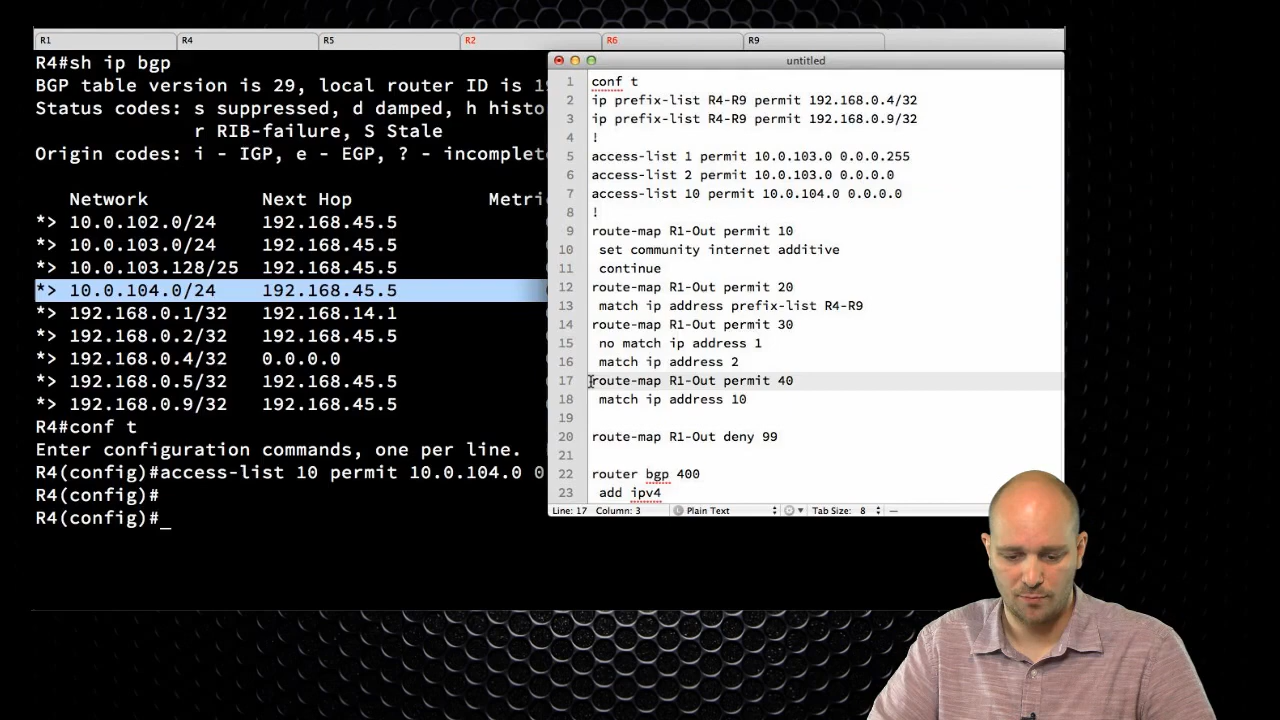 R1
R4
R5
R2
R6
R9
R4#sh ip bgp
BGP table version is 29, local router ID is 19
Status codes: s suppressed, d damped, h histo
r RIB-failure, S Stale
Origin codes: i - IGP, e - EGP, ? - incomplet
Network Next Hop Metri
*> 10.0.102.0/24 192.168.45.5
*> 10.0.103.0/24 192.168.45.5
*> 10.0.103.128/25 192.168.45.5
*> 10.0.104.0/24 192.168.45.5
*> 192.168.0.1/32 192.168.14.1
*> 192.168.0.2/32 192.168.45.5
*> 192.168.0.4/32 0.0.0.0
*> 192.168.0.5/32 192.168.45.5
*> 192.168.0.9/32 192.168.45.5
R4#conf t
Enter configuration commands, one per line.
R4(config)#access-list 10 permit 10.0.104.0 0
R4(config)#
R4(config)#_
untitled
1 conf t
2 ip prefix-list R4-R9 permit 192.168.0.4/32
3 ip prefix-list R4-R9 permit 192.168.0.9/32
4 !
5 access-list 1 permit 10.0.103.0 0.0.0.255
6 access-list 2 permit 10.0.103.0 0.0.0.0
7 access-list 10 permit 10.0.104.0 0.0.0.0
8 !
9 route-map R1-Out permit 10
10 set community internet additive
11 continue
12 route-map R1-Out permit 20
13 match ip address prefix-list R4-R9
14 route-map R1-Out permit 30
15 no match ip address 1
16 match ip address 2
17 route-map R1-Out permit 40
18 match ip address 10
19
20 route-map R1-Out deny 99
21
22 router bgp 400
23 add ipv4
Line: 17 Column: 3 L Plain Text Tab Size: 8 —